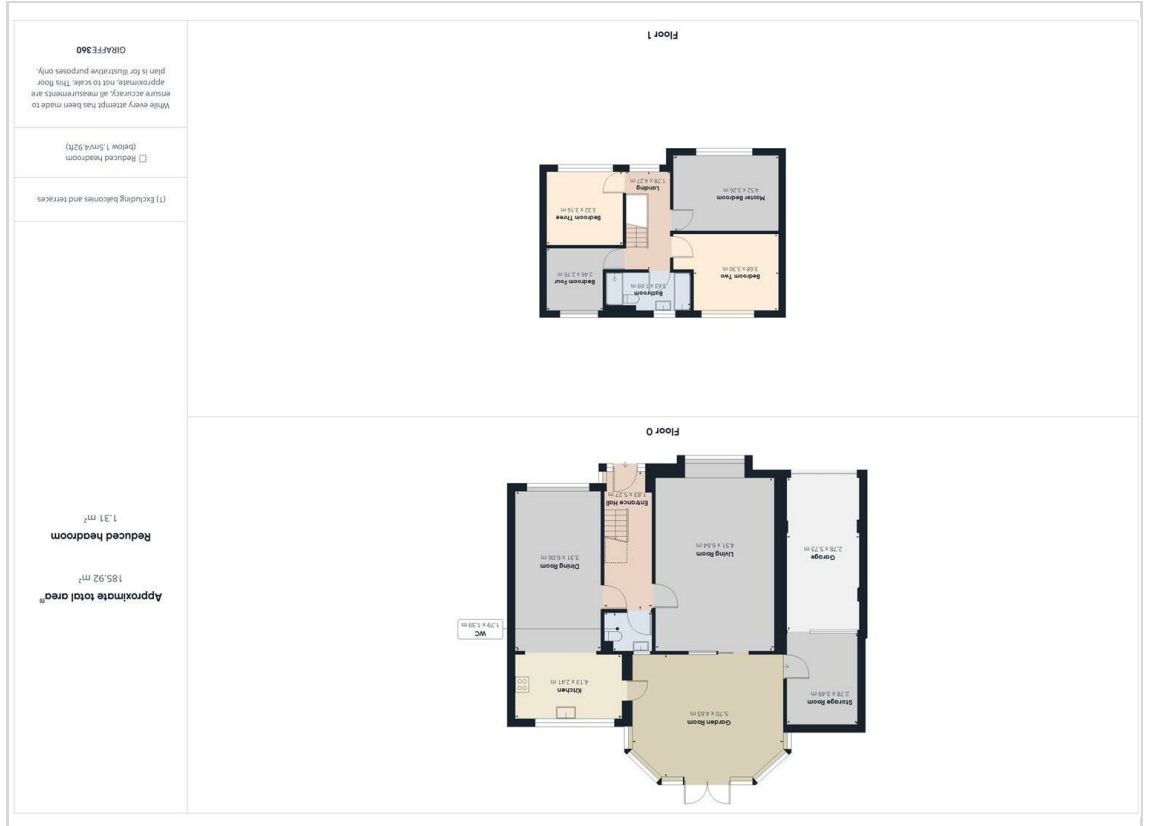 Approximate total area⁽¹⁾
185.92 m²
Reduced headroom
1.31 m²
(1) Excluding balconies and terraces
Reduced headroom
(below 1.5m/4.92ft)
While every attempt has been made to
ensure accuracy, all measurements are
approximate, not to scale. This floor
plan is for illustrative purposes only.
GIRAFFE360
Storage Room
2.78 x 3.49 m
Garden Room
5.70 x 4.65 m
Kitchen
4.13 x 2.41 m
WC
1.79 x 1.39 m
Garage
2.78 x 5.73 m
Living Room
4.51 x 6.64 m
Dining Room
3.31 x 6.06 m
Entrance Hall
1.83 x 5.27 m
Floor 0
Bedroom Two
3.68 x 3.30 m
Bathroom
x 1.69 m
Bedroom Four
2.46 x 2.76 m
Master Bedroom
4.52 x 3.26 m
Bedroom Three
3.32 x 3.16 m
Landing
1.78 x 4.27 m
Floor 1